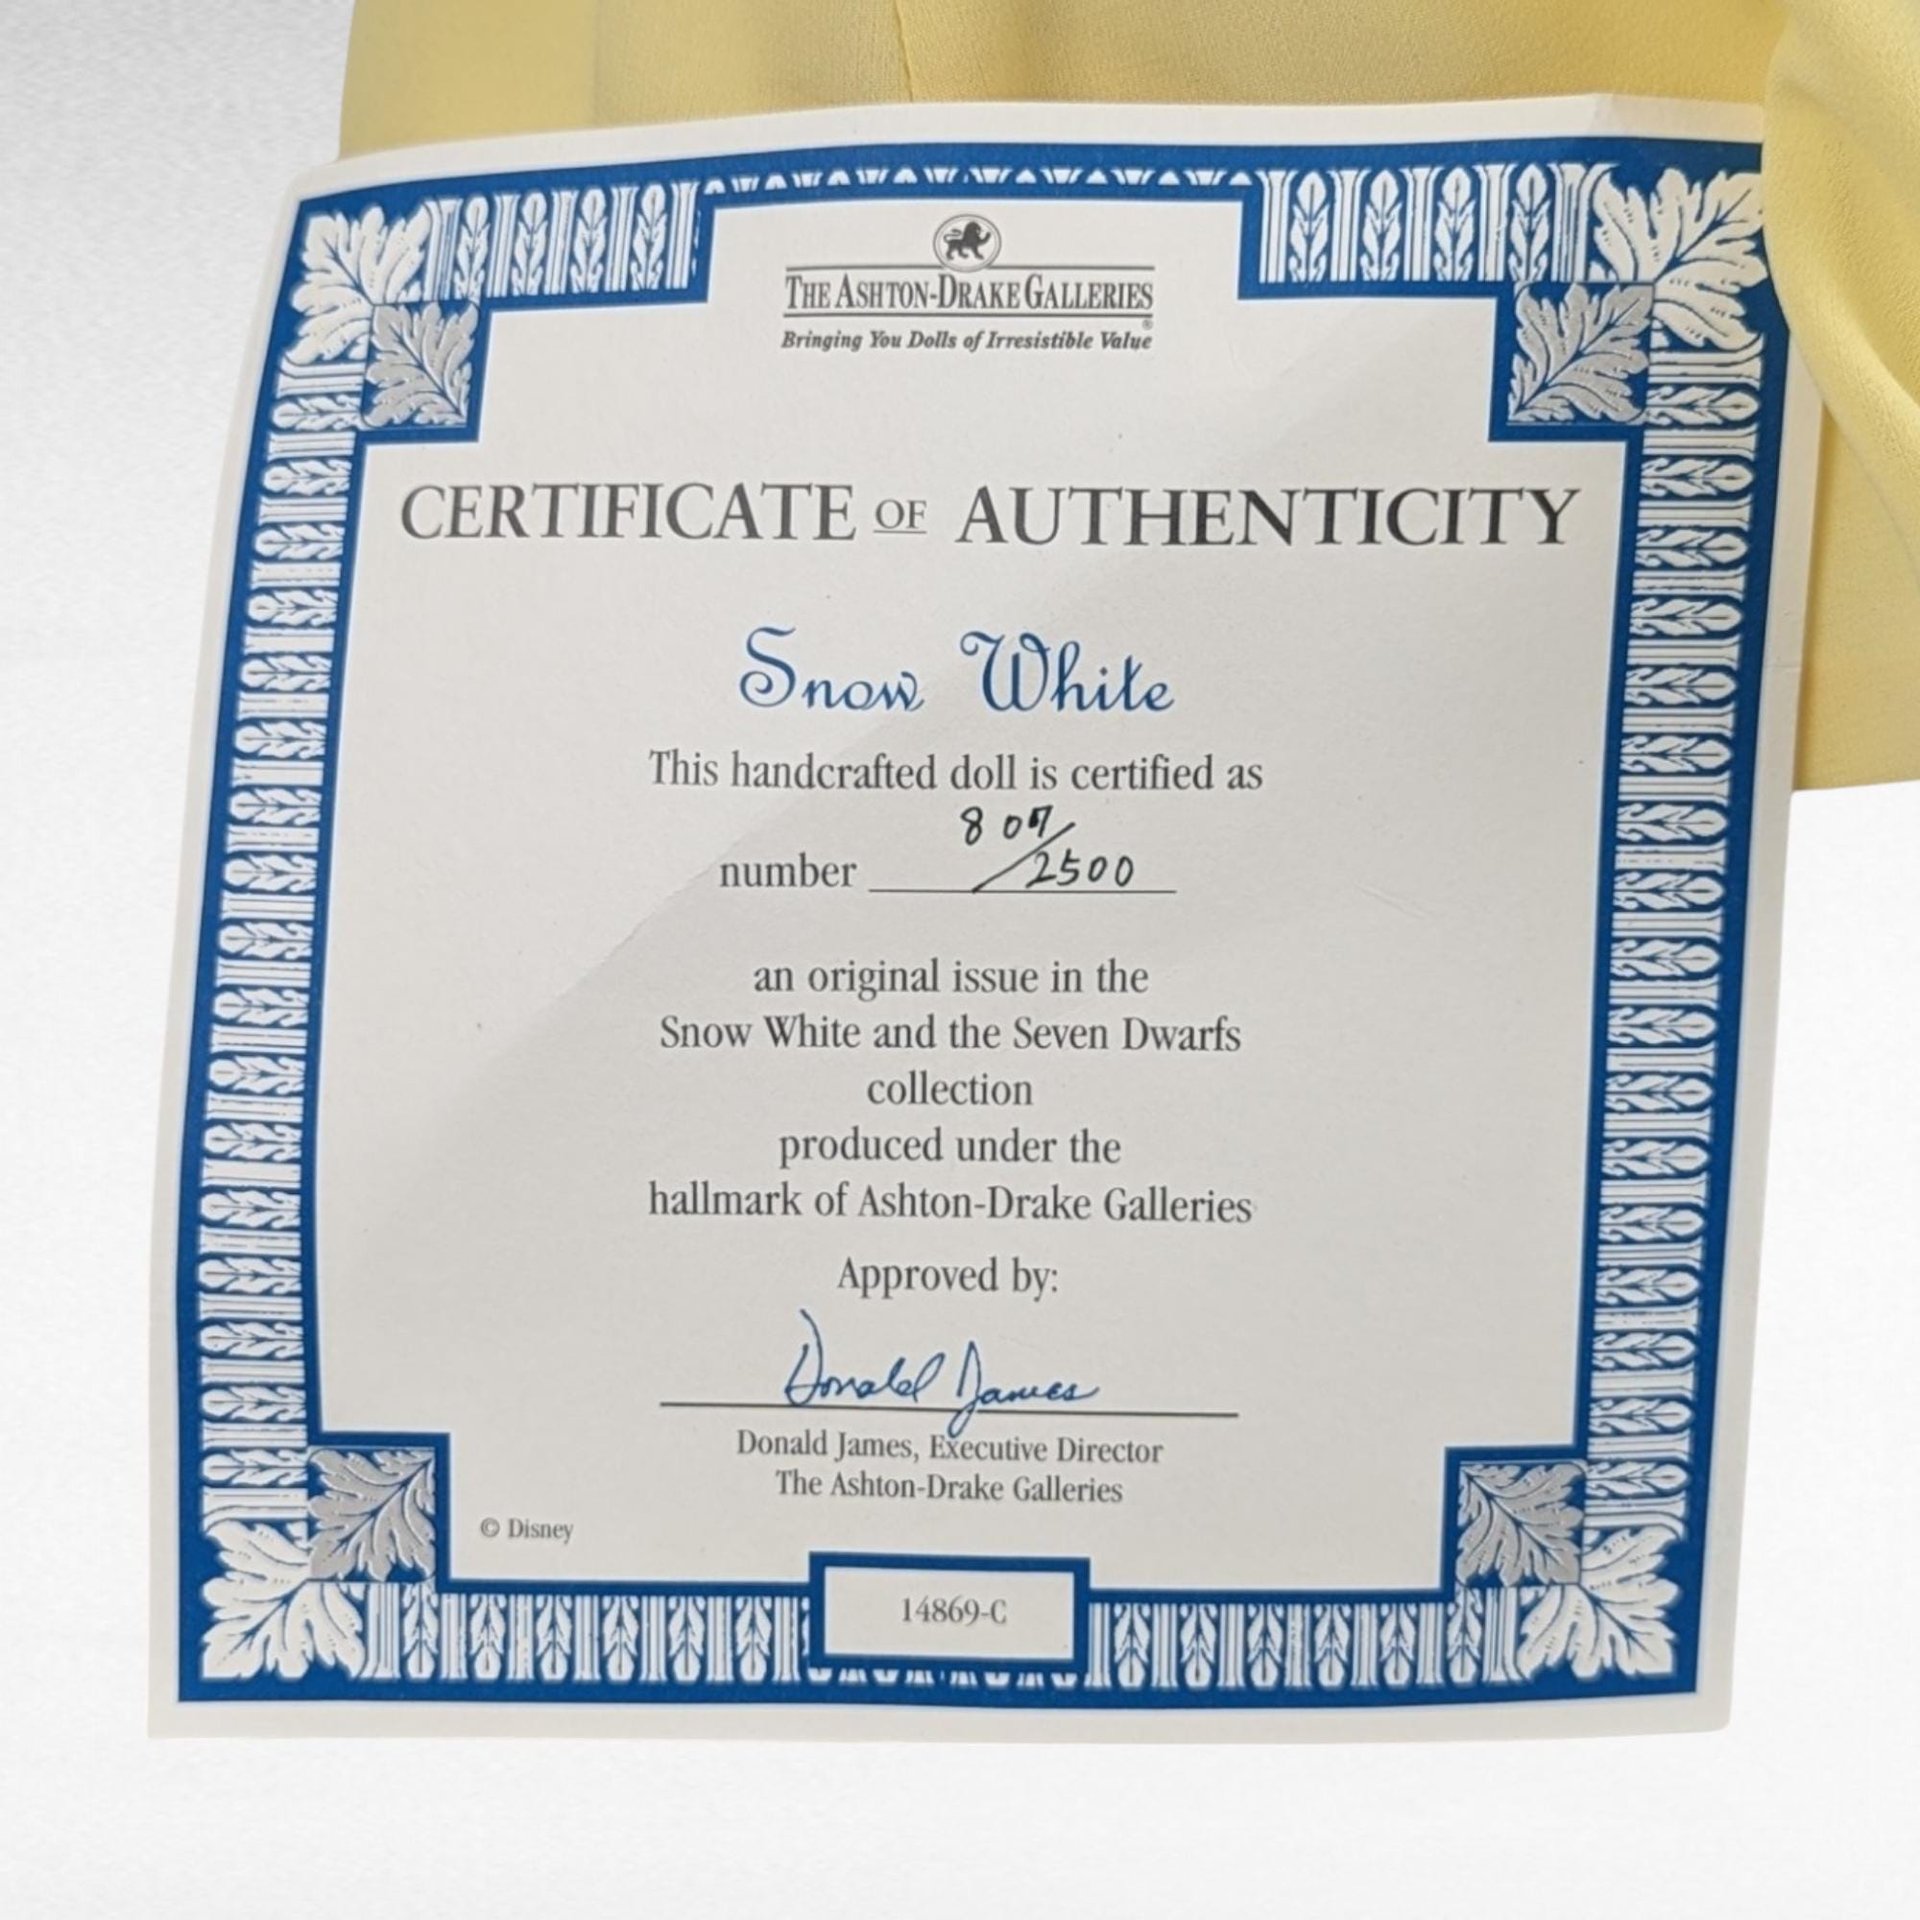 THE ASHTON-DRAKE GALLERIES
Bringing You Dolls of Irresistible Value®
CERTIFICATE OF AUTHENTICITY
Snow White
This handcrafted doll is certified as
807/
number 2500
an original issue in the
Snow White and the Seven Dwarfs
collection
produced under the
hallmark of Ashton-Drake Galleries
Approved by:
Donald James
Donald James, Executive Director
The Ashton-Drake Galleries
© Disney
14869-C